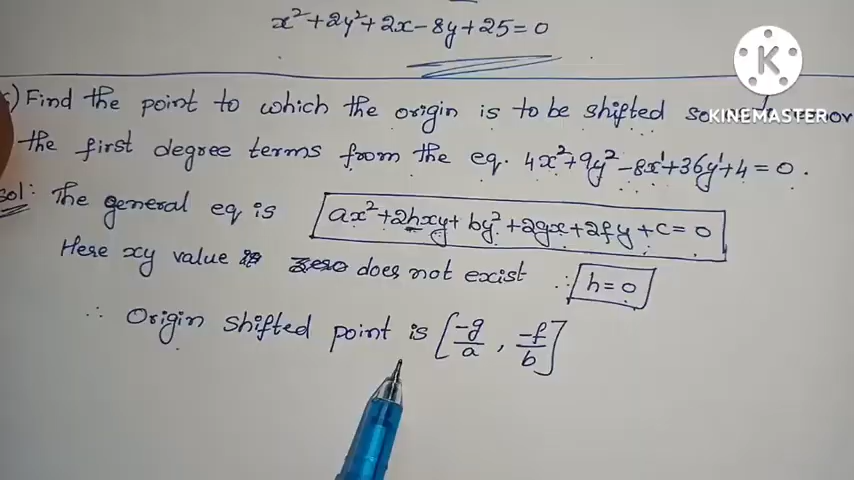 x² + 2y² + 2x - 8y + 25 = 0
K
KINEMASTER
Find the point to which the origin is to be shifted so
the first degree terms from the eq. 4x² + 9y² - 8x¹ + 36y¹ + 4 = 0 .
Sol: The general eq is ax² + 2hxy + by² + 2gx + 2fy + c = 0
Here xy value does not exist ∴ h = 0
∴ Origin shifted point is [-g/a , -f/b]